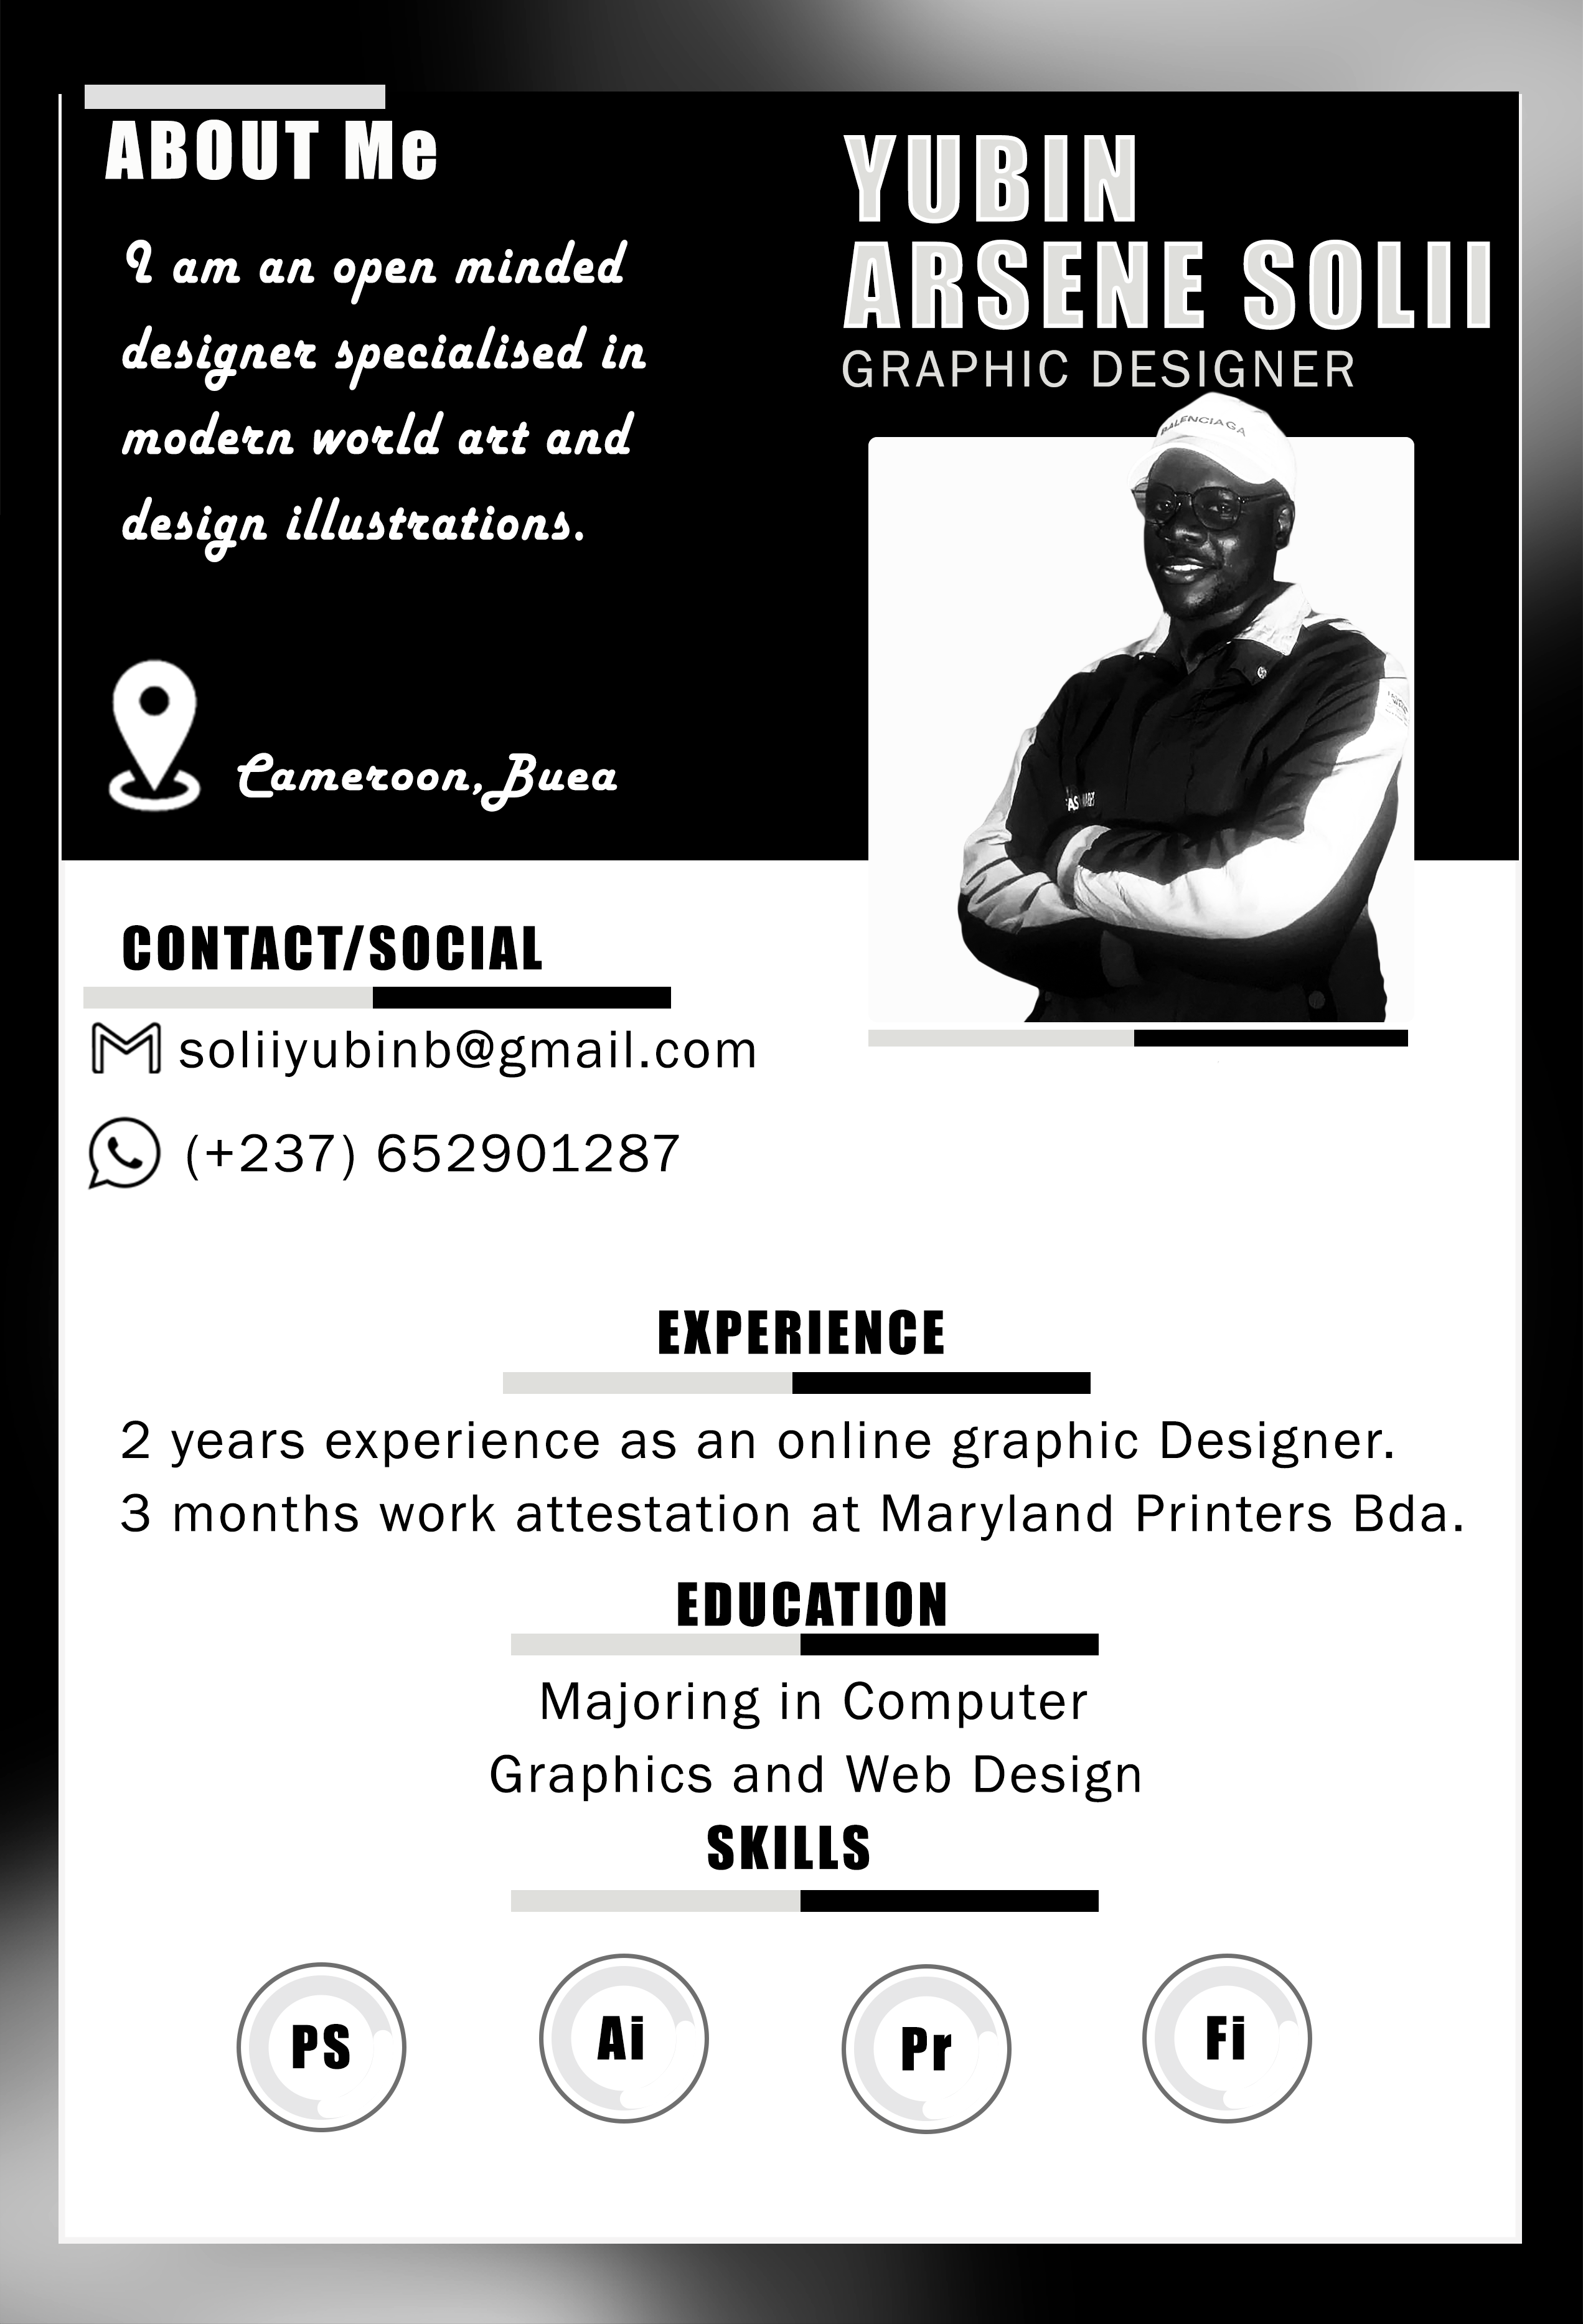 ABOUT Me
I am an open minded
designer specialised in
modern world art and
design illustrations.
Cameroon,Buea
YUBIN
ARSENE SOLII
GRAPHIC DESIGNER
BALENCIAGA
CONTACT/SOCIAL
soliiyubinb@gmail.com
(+237) 652901287
EXPERIENCE
2 years experience as an online graphic Designer.
3 months work attestation at Maryland Printers Bda.
EDUCATION
Majoring in Computer
Graphics and Web Design
SKILLS
PS Ai Pr Fi